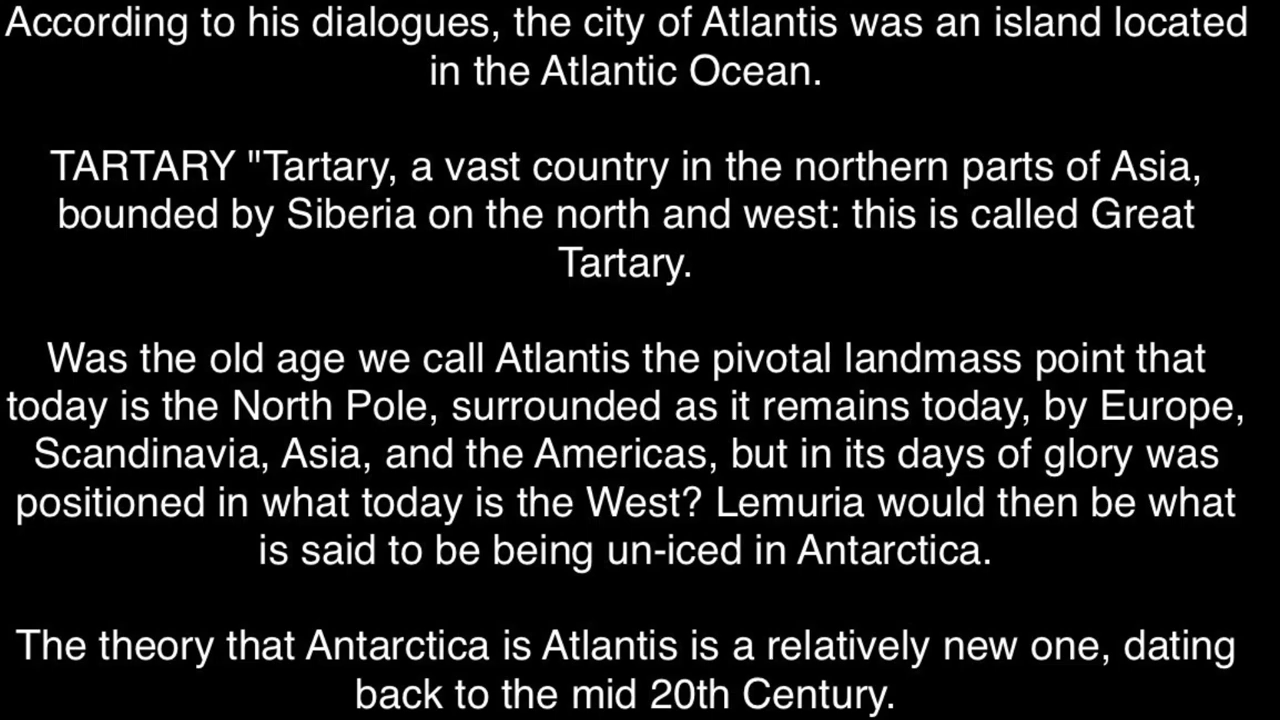 According to his dialogues, the city of Atlantis was an island located
in the Atlantic Ocean.
TARTARY "Tartary, a vast country in the northern parts of Asia,
bounded by Siberia on the north and west: this is called Great
Tartary.
Was the old age we call Atlantis the pivotal landmass point that
today is the North Pole, surrounded as it remains today, by Europe,
Scandinavia, Asia, and the Americas, but in its days of glory was
positioned in what today is the West? Lemuria would then be what
is said to be being un-iced in Antarctica.
The theory that Antarctica is Atlantis is a relatively new one, dating
back to the mid 20th Century.